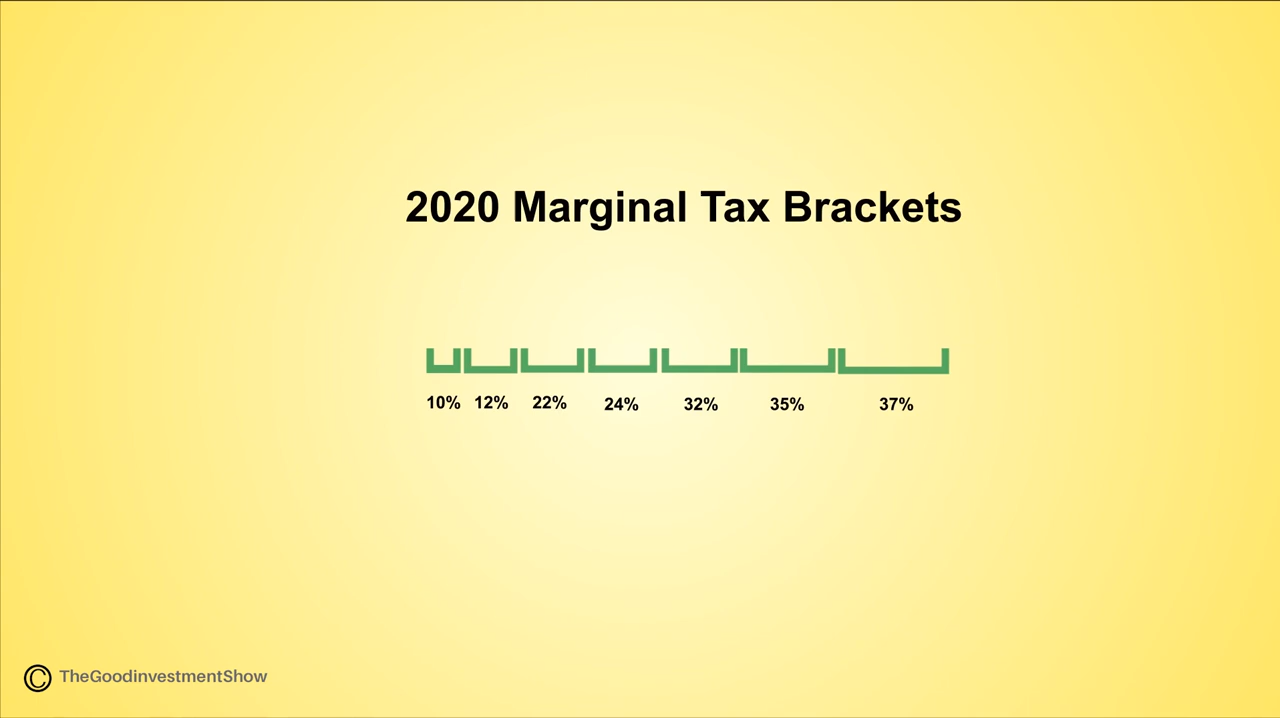 2020 Marginal Tax Brackets
10% 12% 22% 24% 32% 35% 37%
© TheGoodinvestmentShow